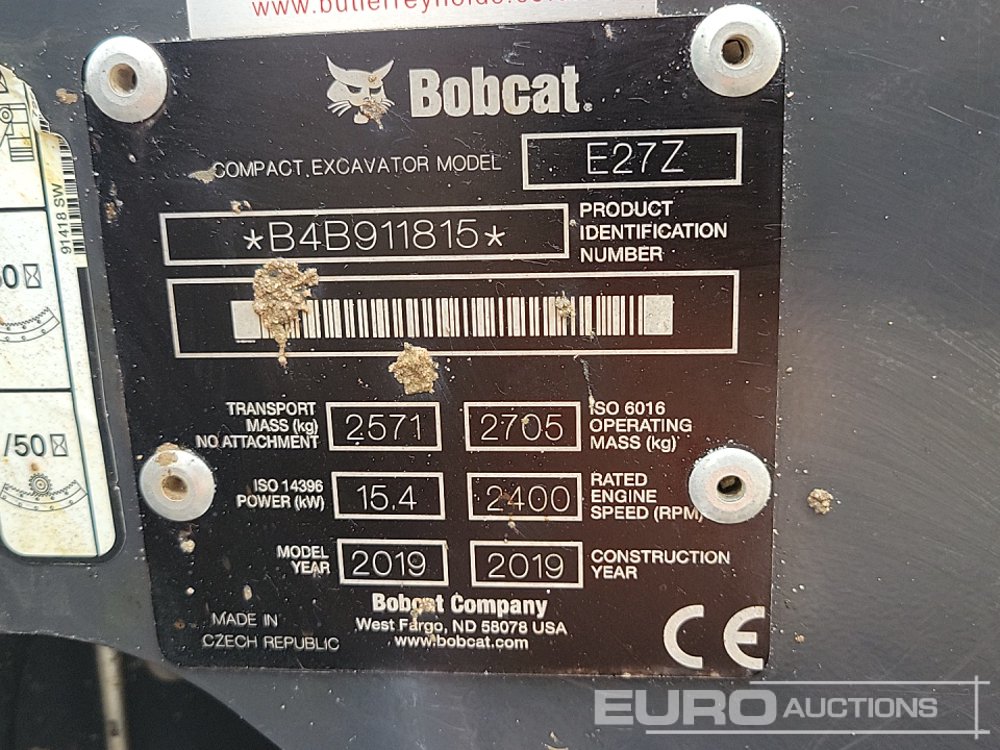 Bobcat.
COMPACT EXCAVATOR MODEL E27Z
*B4B911815* PRODUCT IDENTIFICATION NUMBER
TRANSPORT MASS (kg) NO ATTACHMENT 2571
2705 ISO 6016 OPERATING MASS (kg)
ISO 14396 POWER (kW) 15.4
2400 RATED ENGINE SPEED (RPM)
MODEL YEAR 2019
2019 CONSTRUCTION YEAR
Bobcat Company
West Fargo, ND 58078 USA
www.bobcat.com
MADE IN
CZECH REPUBLIC
CE
91418 SW
/50
EURO AUCTIONS